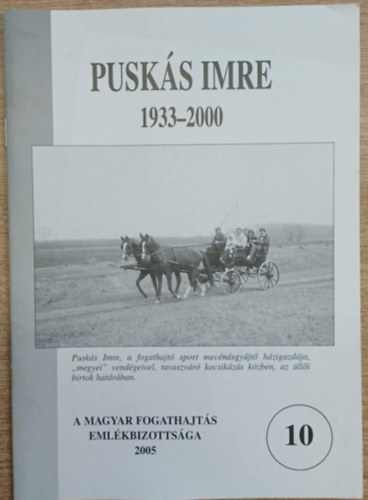 PUSKÁS IMRE
1933–2000
Puskás Imre, a fogathajtó sport mecénásgyűjtő házigazdája,
„megyei” vendégeivel, tavaszváró kocsikázás közben, az üllői
birtok határában.
A MAGYAR FOGATHAJTÁS
EMLÉKBIZOTTSÁGA
2005
10